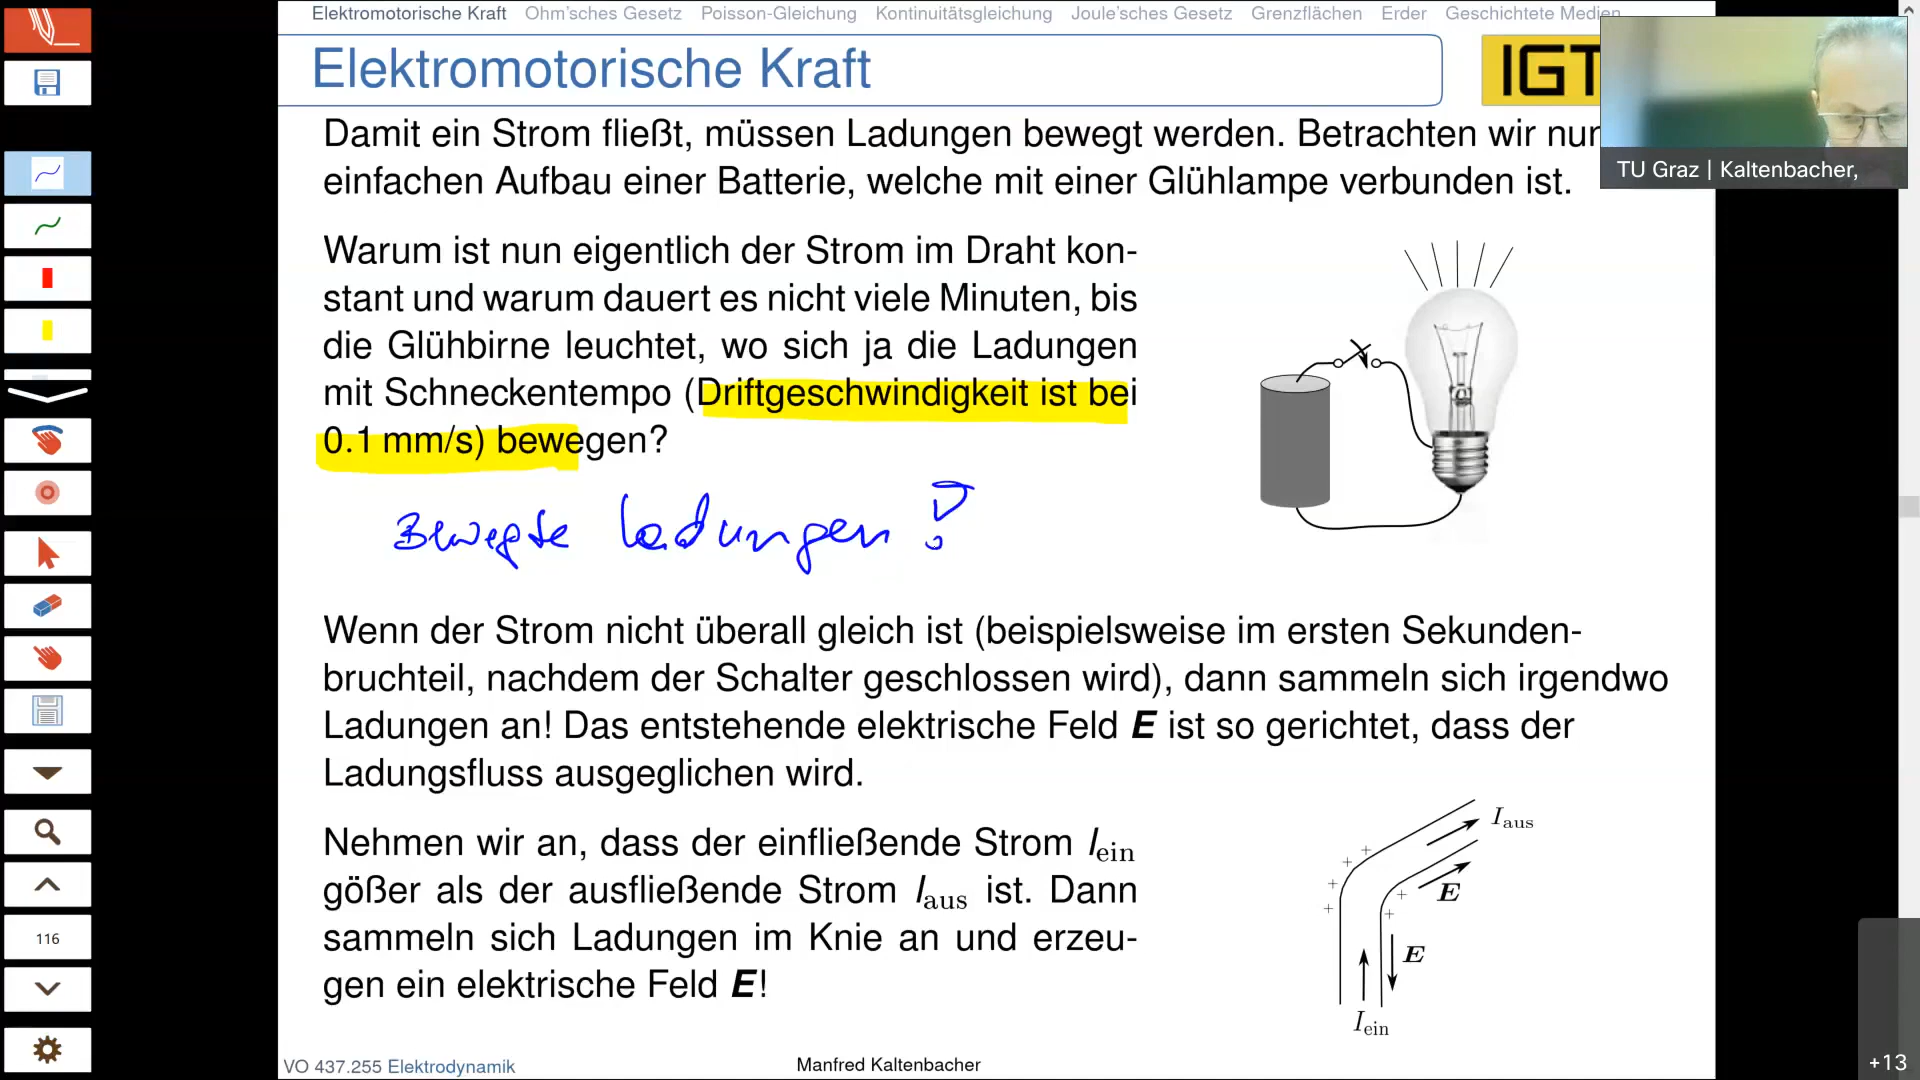 Elektromotorische Kraft Ohm'sches Gesetz Poisson-Gleichung Kontinuitätsgleichung Joule'sches Gesetz Grenzflächen Erder Geschichtete Medien
Elektromotorische Kraft
IGT
TU Graz | Kaltenbacher,
Damit ein Strom fließt, müssen Ladungen bewegt werden. Betrachten wir nun
einfachen Aufbau einer Batterie, welche mit einer Glühlampe verbunden ist.
Warum ist nun eigentlich der Strom im Draht kon-
stant und warum dauert es nicht viele Minuten, bis
die Glühbirne leuchtet, wo sich ja die Ladungen
mit Schneckentempo (Driftgeschwindigkeit ist bei
0.1 mm/s) bewegen?
Bewegte Ladungen ?
Wenn der Strom nicht überall gleich ist (beispielsweise im ersten Sekunden-
bruchteil, nachdem der Schalter geschlossen wird), dann sammeln sich irgendwo
Ladungen an! Das entstehende elektrische Feld E ist so gerichtet, dass der
Ladungsfluss ausgeglichen wird.
Nehmen wir an, dass der einfließende Strom Iein
gößer als der ausfließende Strom Iaus ist. Dann
sammeln sich Ladungen im Knie an und erzeu-
gen ein elektrische Feld E!
Iaus
+ + + + + +
E
E
Iein
116
VO 437.255 Elektrodynamik
Manfred Kaltenbacher
+13